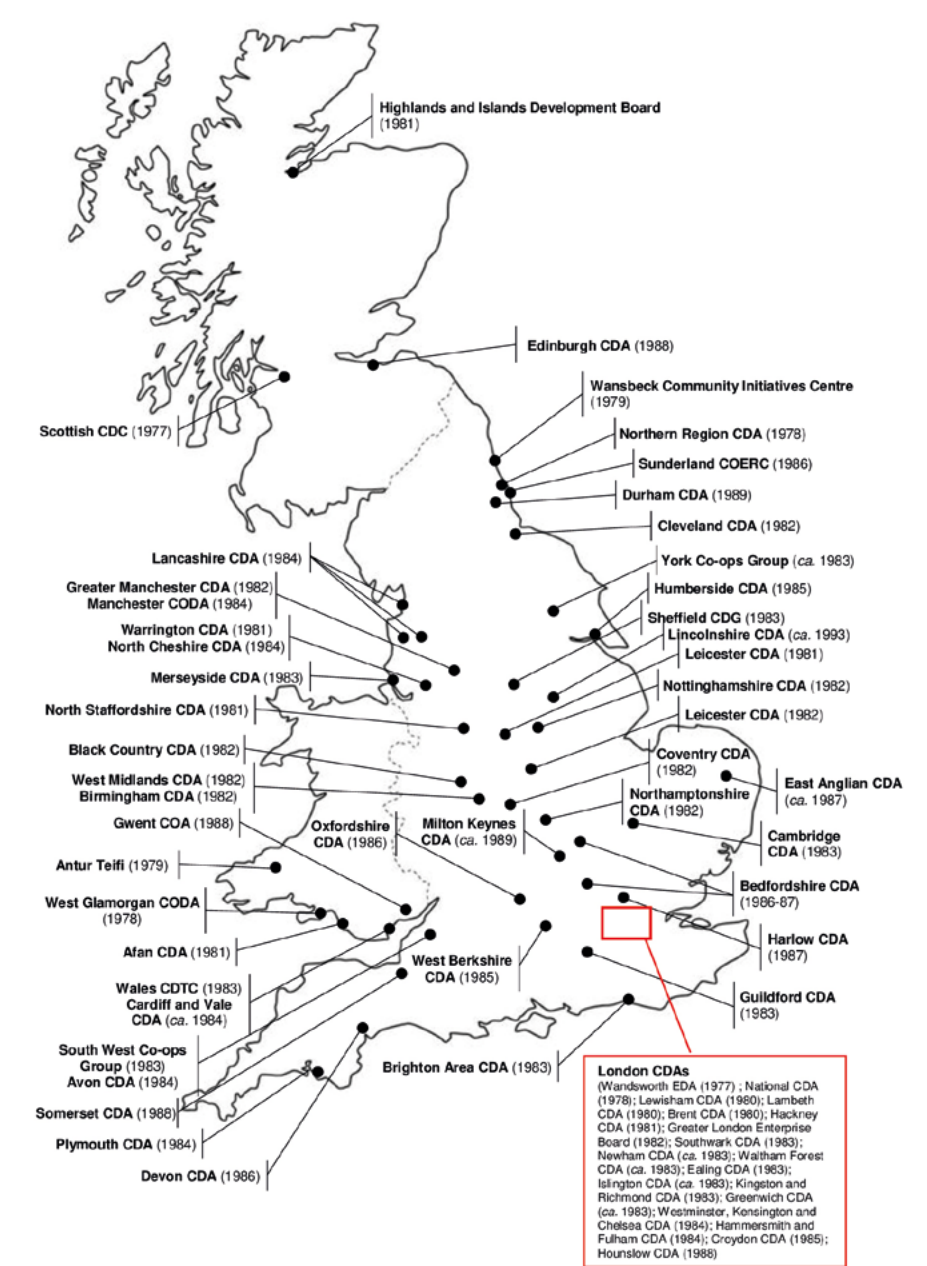 Highlands and Islands Development Board
(1981)
Edinburgh CDA (1988)
Wansbeck Community Initiatives Centre
(1979)
Scottish CDC (1977)
Northern Region CDA (1978)
Sunderland COERC (1986)
Durham CDA (1989)
Cleveland CDA (1982)
Lancashire CDA (1984)
York Co-ops Group (ca. 1983)
Greater Manchester CDA (1982)
Manchester CODA (1984)
Humberside CDA (1985)
Sheffield CDG (1983)
Warrington CDA (1981)
North Cheshire CDA (1984)
Lincolnshire CDA (ca. 1993)
Leicester CDA (1981)
Merseyside CDA (1983)
Nottinghamshire CDA (1982)
North Staffordshire CDA (1981)
Leicester CDA (1982)
Black Country CDA (1982)
Coventry CDA
(1982)
West Midlands CDA (1982)
Birmingham CDA (1982)
East Anglian CDA
(ca. 1987)
Northamptonshire
CDA (1982)
Gwent COA (1988)
Oxfordshire
CDA (1986)
Milton Keynes
CDA (ca. 1989)
Cambridge
CDA (1983)
Antur Teifi (1979)
Bedfordshire CDA
(1986-87)
West Glamorgan CODA
(1978)
Harlow CDA
(1987)
Afan CDA (1981)
West Berkshire
CDA (1985)
Wales CDTC (1983)
Cardiff and Vale
CDA (ca. 1984)
Guildford CDA
(1983)
South West Co-ops
Group (1983)
Avon CDA (1984)
Brighton Area CDA (1983)
Somerset CDA (1988)
Plymouth CDA (1984)
Devon CDA (1986)
London CDAs
(Wandsworth EDA (1977) ; National CDA
(1978); Lewisham CDA (1980); Lambeth
CDA (1980); Brent CDA (1980); Hackney
CDA (1981); Greater London Enterprise
Board (1982); Southwark CDA (1983);
Newham CDA (ca. 1983); Waltham Forest
CDA (ca. 1983); Ealing CDA (1983);
Islington CDA (ca. 1983); Kingston and
Richmond CDA (1983); Greenwich CDA
(ca. 1983); Westminster, Kensington and
Chelsea CDA (1984); Hammersmith and
Fulham CDA (1984); Croydon CDA (1985);
Hounslow CDA (1988)